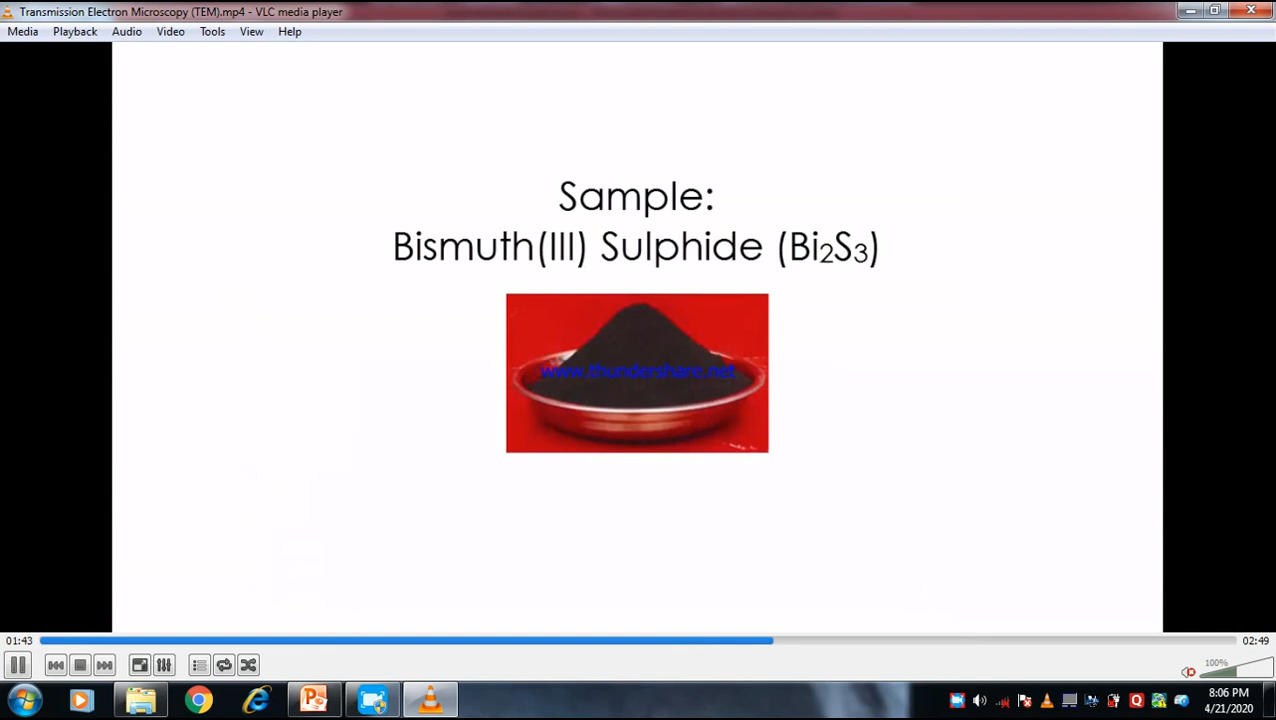 Transmission Electron Microscopy (TEM).mp4 - VLC media player
Media Playback Audio Video Tools View Help
Sample:
Bismuth(III) Sulphide (Bi₂S₃)
www.thundershare.net
01:43
02:49
100%
8:06 PM
4/21/2020